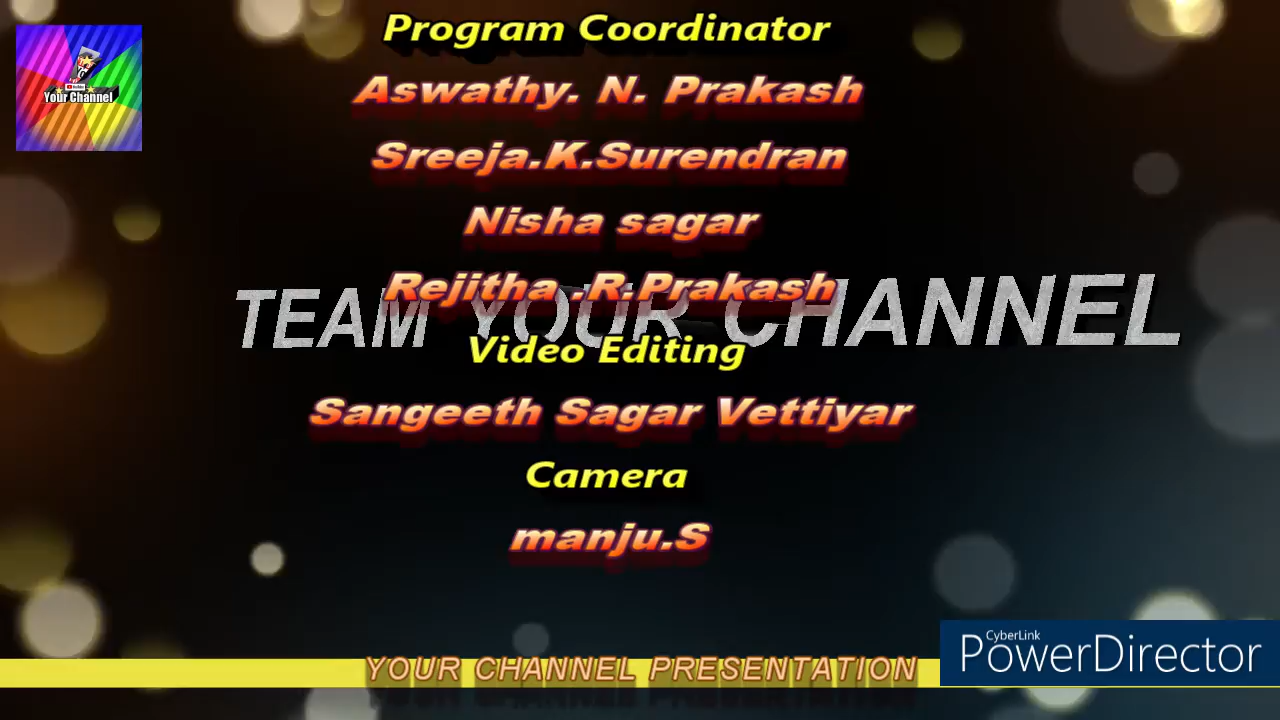 Program Coordinator
Aswathy. N. Prakash
YouTube
Your Channel
Sreeja.K.Surendran
Nisha sagar
Rejitha .R.Prakash
TEAM YOUR CHANNEL
Video Editing
Sangeeth Sagar Vettiyar
Camera
manju.S
CyberLink
PowerDirector
YOUR CHANNEL PRESENTATION